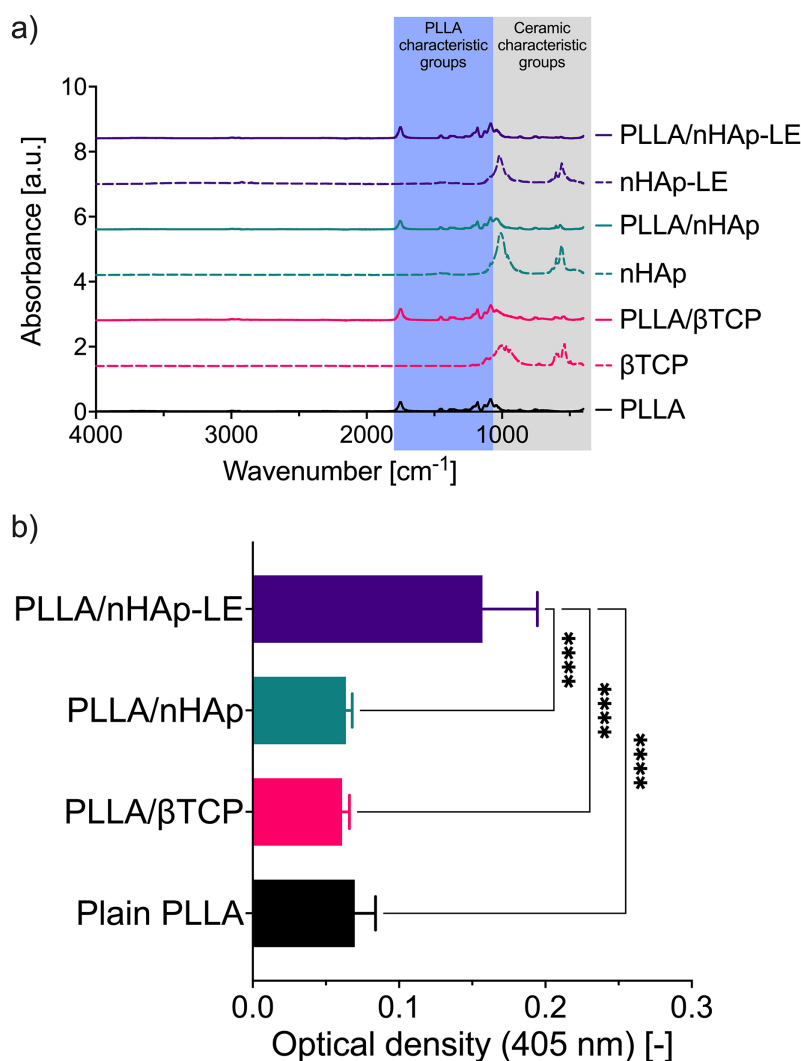 a)
PLLA
characteristic
groups
Ceramic
characteristic
groups
10
8
6
4
2
0
Absorbance [a.u.]
4000 3000 2000 1000
Wavenumber [cm-1]
PLLA/nHAp-LE
nHAp-LE
PLLA/nHAp
nHAp
PLLA/βTCP
βTCP
PLLA
b)
PLLA/nHAp-LE
PLLA/nHAp
PLLA/βTCP
Plain PLLA
****
****
****
0.0 0.1 0.2 0.3
Optical density (405 nm) [-]